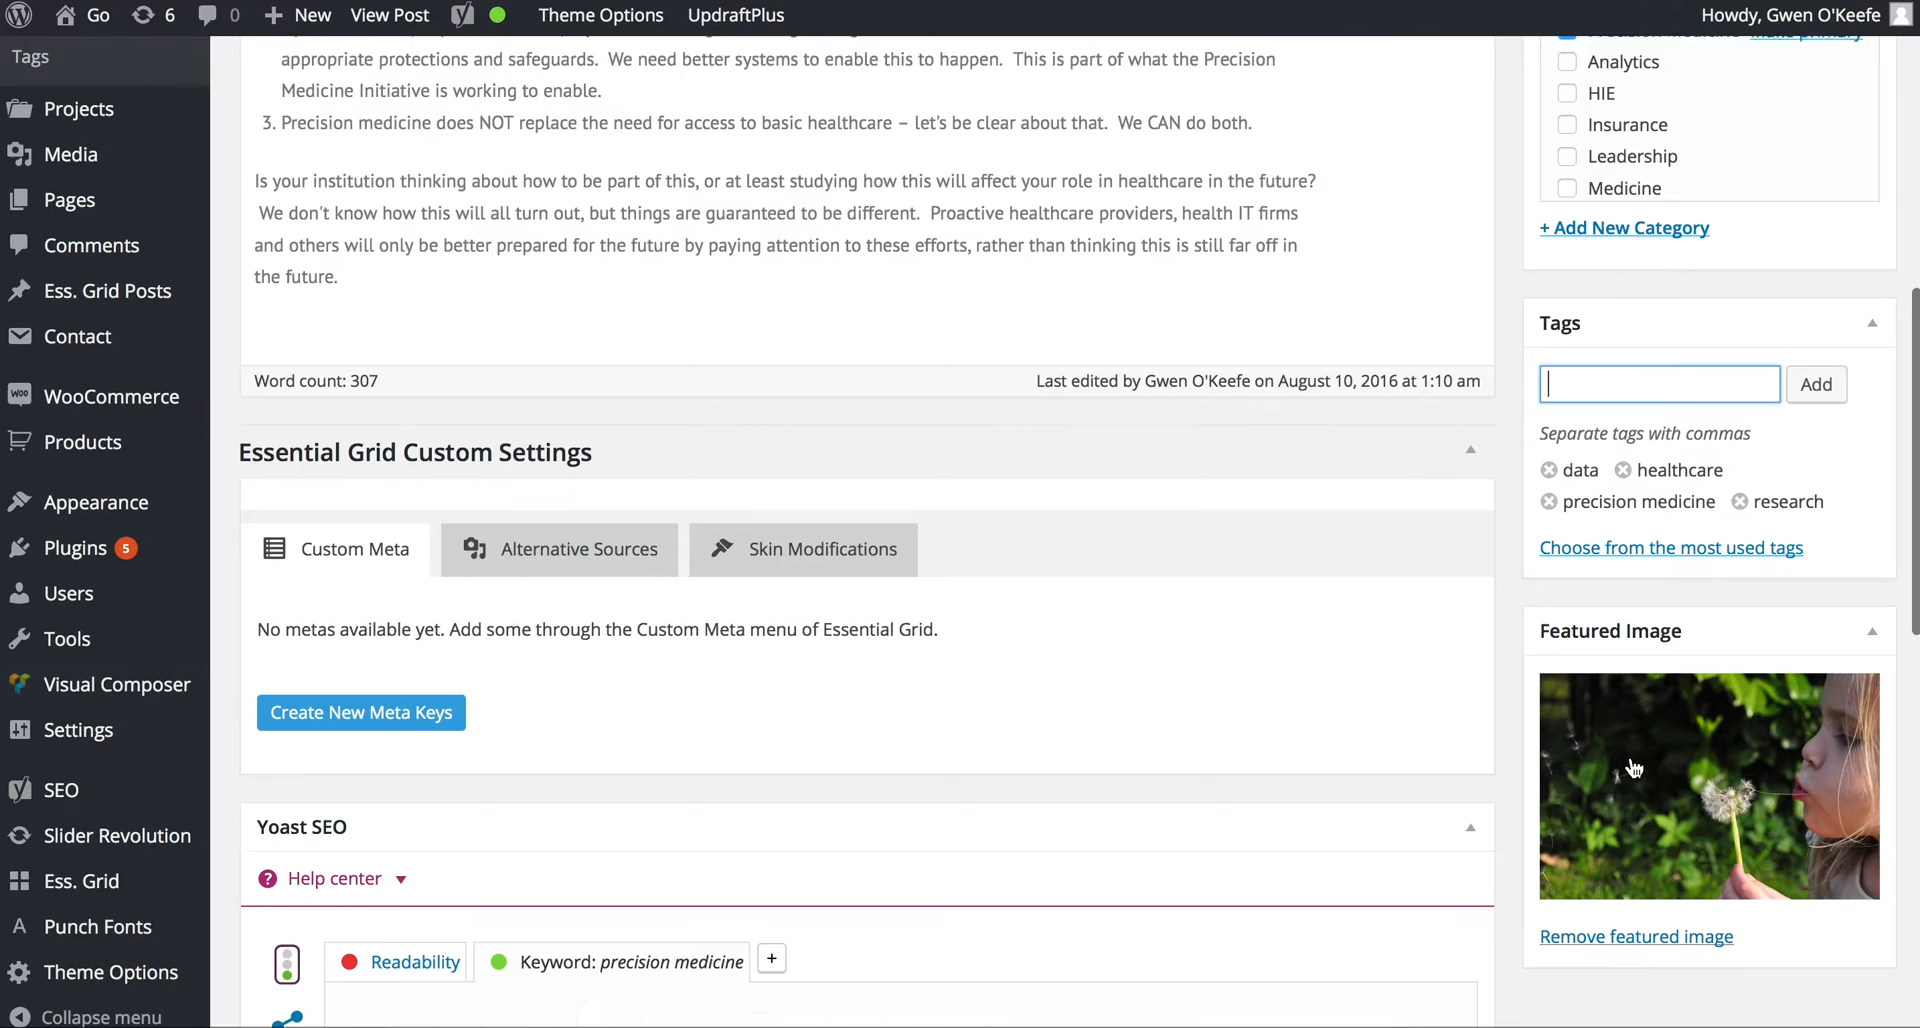 Go 6 0 New View Post Theme Options UpdraftPlus Howdy, Gwen O'Keefe
Tags
Projects
Media
Pages
Comments
Ess. Grid Posts
Contact
WooCommerce
Products
Appearance
Plugins 5
Users
Tools
Visual Composer
Settings
SEO
Slider Revolution
Ess. Grid
Punch Fonts
Theme Options
Collapse menu
appropriate protections and safeguards. We need better systems to enable this to happen. This is part of what the Precision
Medicine Initiative is working to enable.
3. Precision medicine does NOT replace the need for access to basic healthcare – let's be clear about that. We CAN do both.
Is your institution thinking about how to be part of this, or at least studying how this will affect your role in healthcare in the future?
We don't know how this will all turn out, but things are guaranteed to be different. Proactive healthcare providers, health IT firms
and others will only be better prepared for the future by paying attention to these efforts, rather than thinking this is still far off in
the future.
Word count: 307 Last edited by Gwen O'Keefe on August 10, 2016 at 1:10 am
Essential Grid Custom Settings
Custom Meta Alternative Sources Skin Modifications
No metas available yet. Add some through the Custom Meta menu of Essential Grid.
Create New Meta Keys
Yoast SEO
? Help center
Readability Keyword: precision medicine +
Analytics
HIE
Insurance
Leadership
Medicine
+ Add New Category
Tags
Add
Separate tags with commas
data healthcare
precision medicine research
Choose from the most used tags
Featured Image
Remove featured image